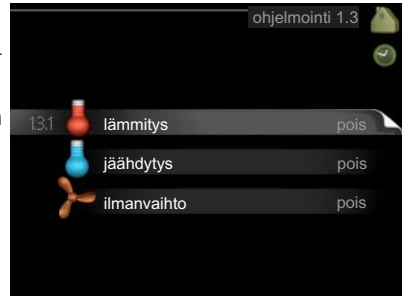 ohjelmointi 1.3
1.3.1 lämmitys pois
jäähdytys pois
ilmanvaihto pois